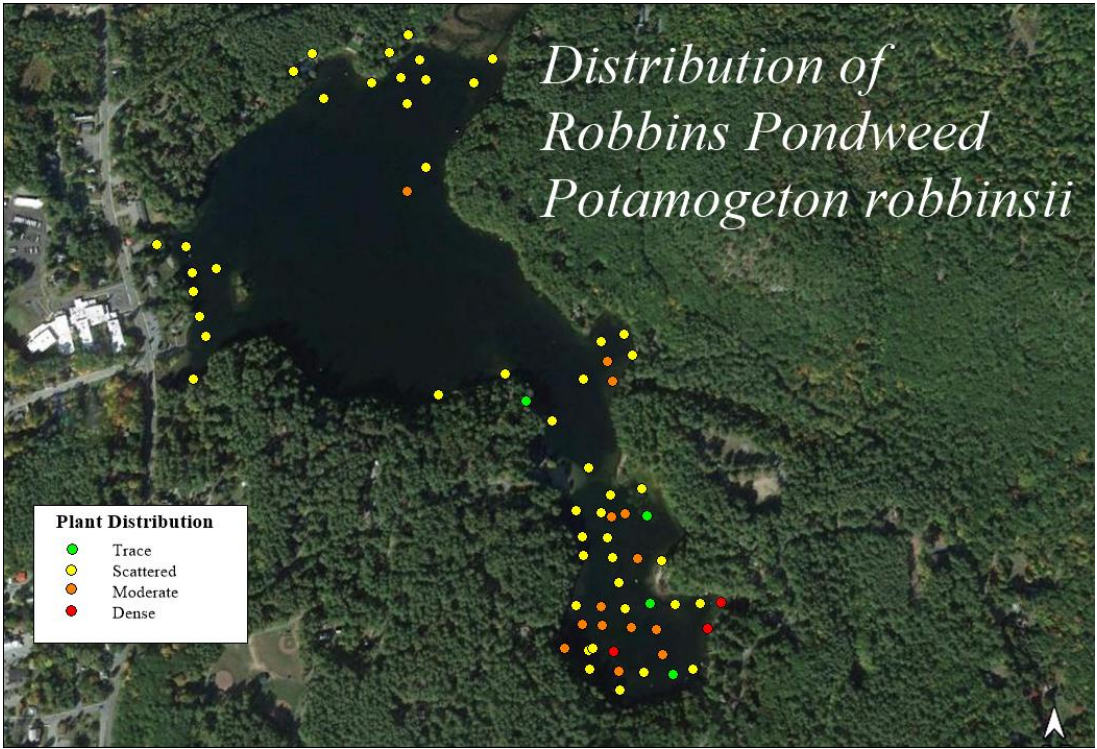 Distribution of
Robbins Pondweed
Potamogeton robbinsii
Plant Distribution
Trace
Scattered
Moderate
Dense